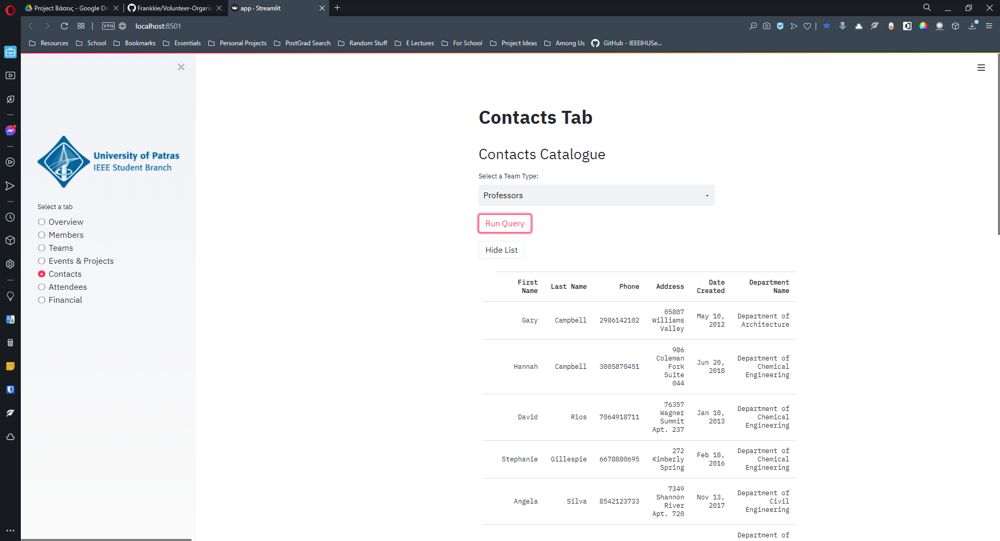 Project Βάσεις - Google Dri
Frankkie/Volunteer-Organiz
app · Streamlit
VPN
localhost:8501
Resources
School
Bookmarks
Essentials
Personal Projects
PostGrad Search
Random Stuff
E Lectures
For School
Project Ideas
Among Us
GitHub - IEEEIHUSe...
University of Patras
IEEE Student Branch
Select a tab
Overview
Members
Teams
Events & Projects
Contacts
Attendees
Financial
Contacts Tab
Contacts Catalogue
Select a Team Type:
Professors
Run Query
Hide List
First
Name
Last Name
Phone
Address
Date
Created
Department
Name
Gary
Campbell
2986142102
05807
Williams
Valley
May 10,
2012
Department of
Architecture
Hannah
Campbell
3005870451
986
Coleman
Fork
Suite
044
Jun 20,
2018
Department of
Chemical
Engineering
David
Rios
7064918711
76357
Wagner
Summit
Apt. 237
Jan 10,
2013
Department of
Chemical
Engineering
Stephanie
Gillespie
6678880695
272
Kimberly
Spring
Feb 18,
2016
Department of
Chemical
Engineering
Angela
Silva
8542123733
7349
Shannon
River
Apt. 720
Nov 13,
2017
Department of
Civil
Engineering
Department of